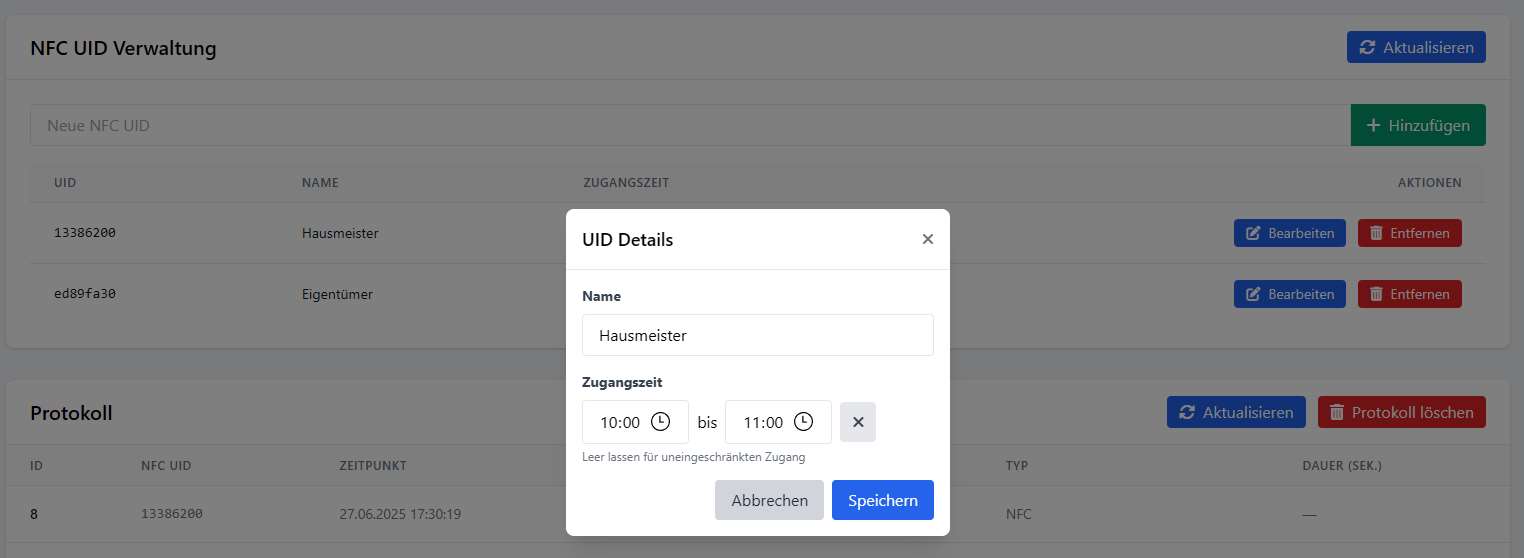 NFC UID Verwaltung
Aktualisieren
Neue NFC UID
Hinzufügen
UID NAME ZUGANGSZEIT AKTIONEN
13386200 Hausmeister Bearbeiten Entfernen
ed89fa30 Eigentümer Bearbeiten Entfernen
UID Details
Name
Hausmeister
Zugangszeit
10:00 bis 11:00
Leer lassen für uneingeschränkten Zugang
Abbrechen Speichern
Protokoll
Aktualisieren Protokoll löschen
ID NFC UID ZEITPUNKT TYP DAUER (SEK.)
8 13386200 27.06.2025 17:30:19 NFC —